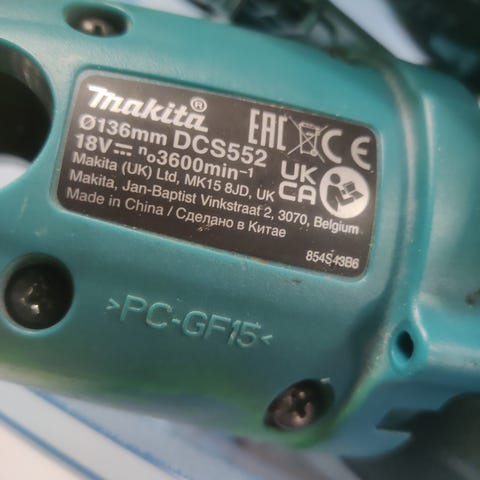 makita®
Ø136mm DCS552
18V⎓ n₀3600min⁻¹
Makita (UK) Ltd, MK15 8JD, UK
Makita, Jan-Baptist Vinkstraat 2, 3070, Belgium
Made in China / Сделано в Китае
EAC CE
UK
CA
854S43B6
>PC-GF15<